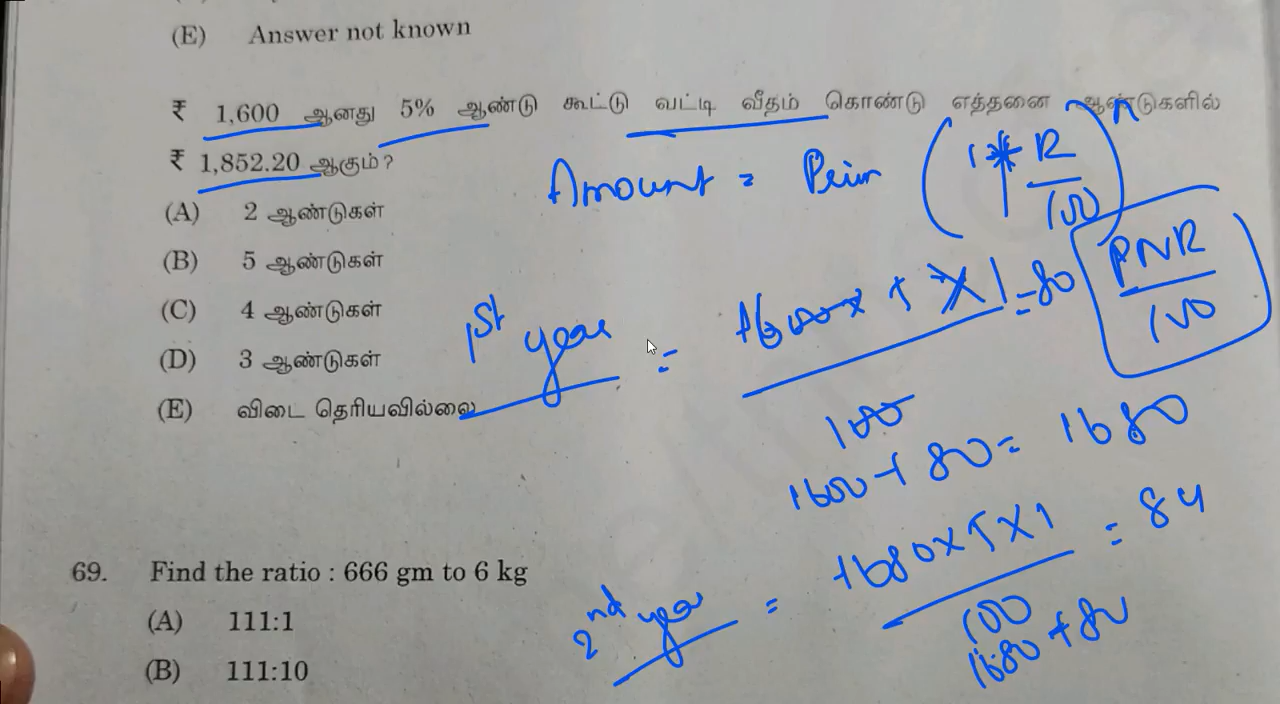 (E) Answer not known
₹ 1,600 ஆனது 5% ஆண்டு கூட்டு வட்டி வீதம் கொண்டு எத்தனை ஆண்டுகளில்
₹ 1,852.20 ஆகும்?
(A) 2 ஆண்டுகள்
(B) 5 ஆண்டுகள்
(C) 4 ஆண்டுகள்
(D) 3 ஆண்டுகள்
(E) விடை தெரியவில்லை
Amount = Prin (1 + R/100)^n
PNR/100
1st year = 1600 x 5 x 1 / 100 = 80
1600 + 80 = 1680
2nd year = 1680 x 5 x 1 / 100 = 84
1680 + 80
69. Find the ratio : 666 gm to 6 kg
(A) 111:1
(B) 111:10